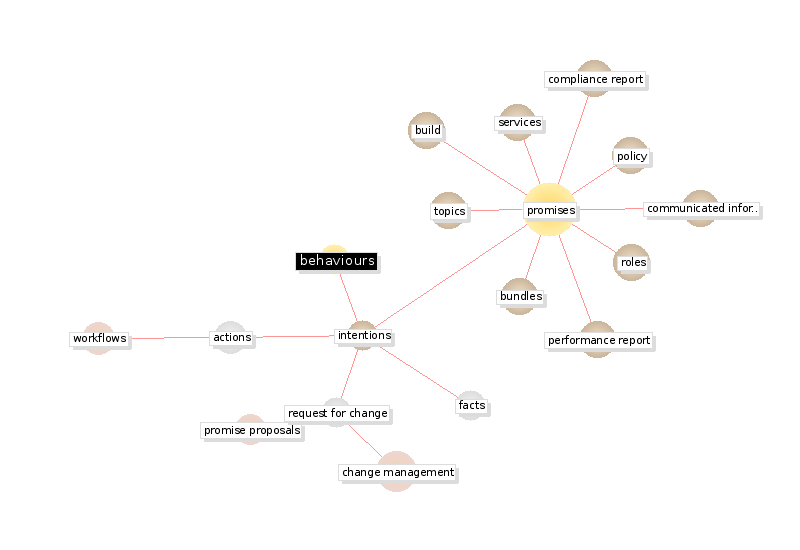 compliance report
services
build
policy
topics
promises
communicated infor..
behaviours
roles
bundles
workflows
actions
intentions
performance report
request for change
facts
promise proposals
change management